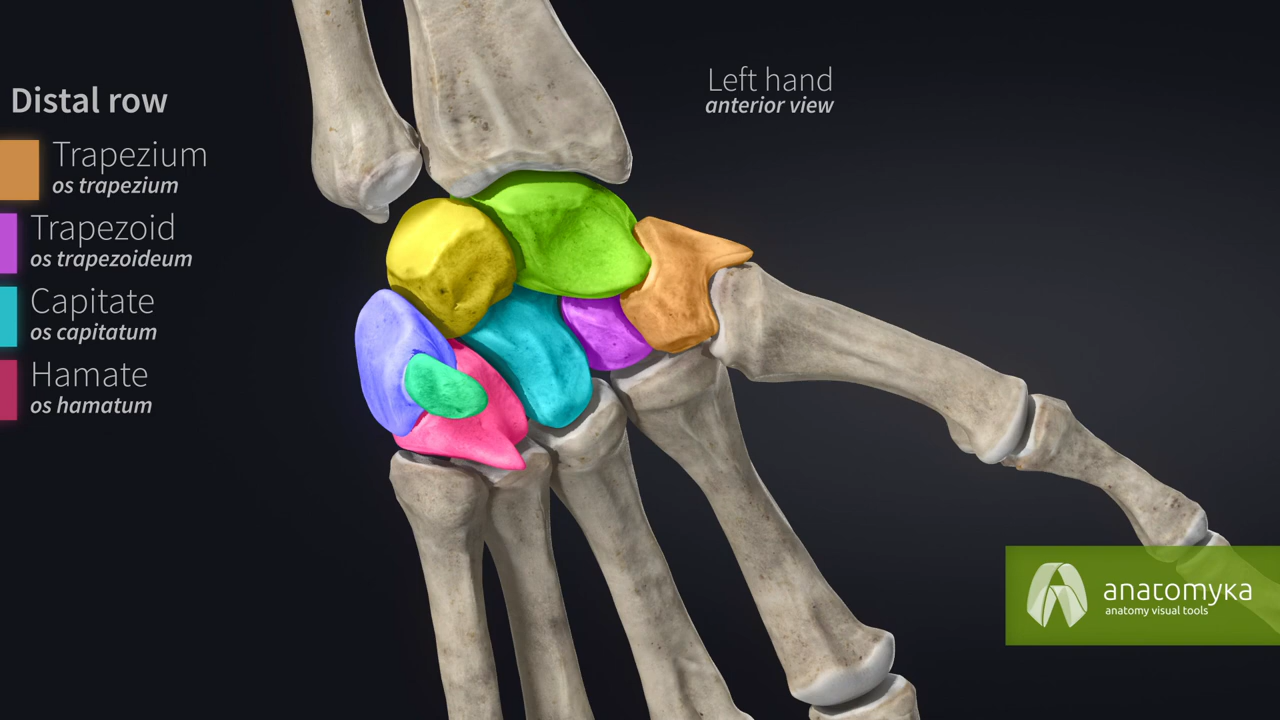 Distal row
Trapezium
os trapezium
Trapezoid
os trapezoideum
Capitate
os capitatum
Hamate
os hamatum
Left hand
anterior view
anatomyka
anatomy visual tools